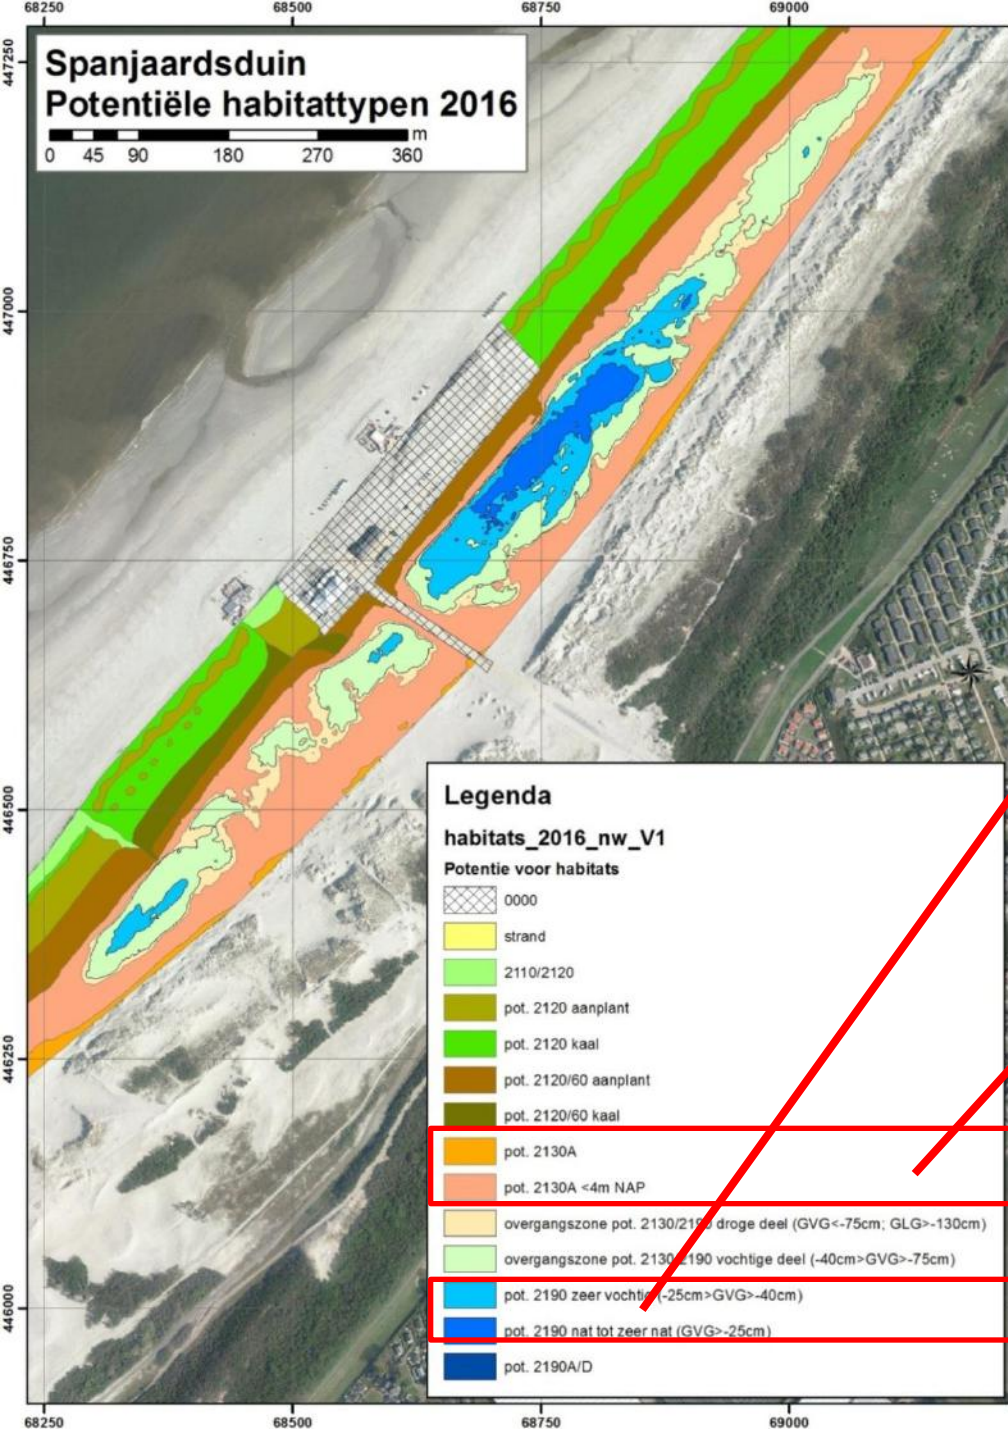 68250 68500 68750 69000
Spanjaardsduin
Potentiële habitattypen 2016
m
0 45 90 180 270 360
447250
447000
446750
446500
446250
446000
Legenda
habitats_2016_nw_V1
Potentie voor habitats
0000
strand
2110/2120
pot. 2120 aanplant
pot. 2120 kaal
pot. 2120/60 aanplant
pot. 2120/60 kaal
pot. 2130A
pot. 2130A <4m NAP
overgangszone pot. 2130/2190 droge deel (GVG<-75cm; GLG>-130cm)
overgangszone pot. 2130/2190 vochtige deel (-40cm>GVG>-75cm)
pot. 2190 zeer vochtig (-25cm>GVG>-40cm)
pot. 2190 nat tot zeer nat (GVG>-25cm)
pot. 2190A/D
68250 68500 68750 69000